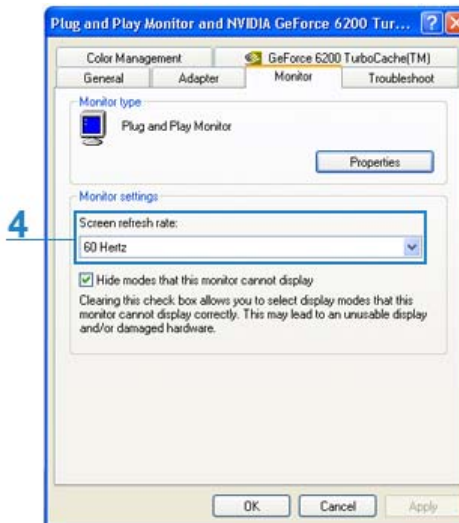 Plug and Play Monitor and NVIDIA GeForce 6200 Tur...
Color Management
GeForce 6200 TurboCache(TM)
General
Adapter
Monitor
Troubleshoot
Monitor type
Plug and Play Monitor
Properties
Monitor settings
4
Screen refresh rate:
60 Hertz
Hide modes that this monitor cannot display
Clearing this check box allows you to select display modes that this
monitor cannot display correctly. This may lead to an unusable display
and/or damaged hardware.
OK
Cancel
Apply